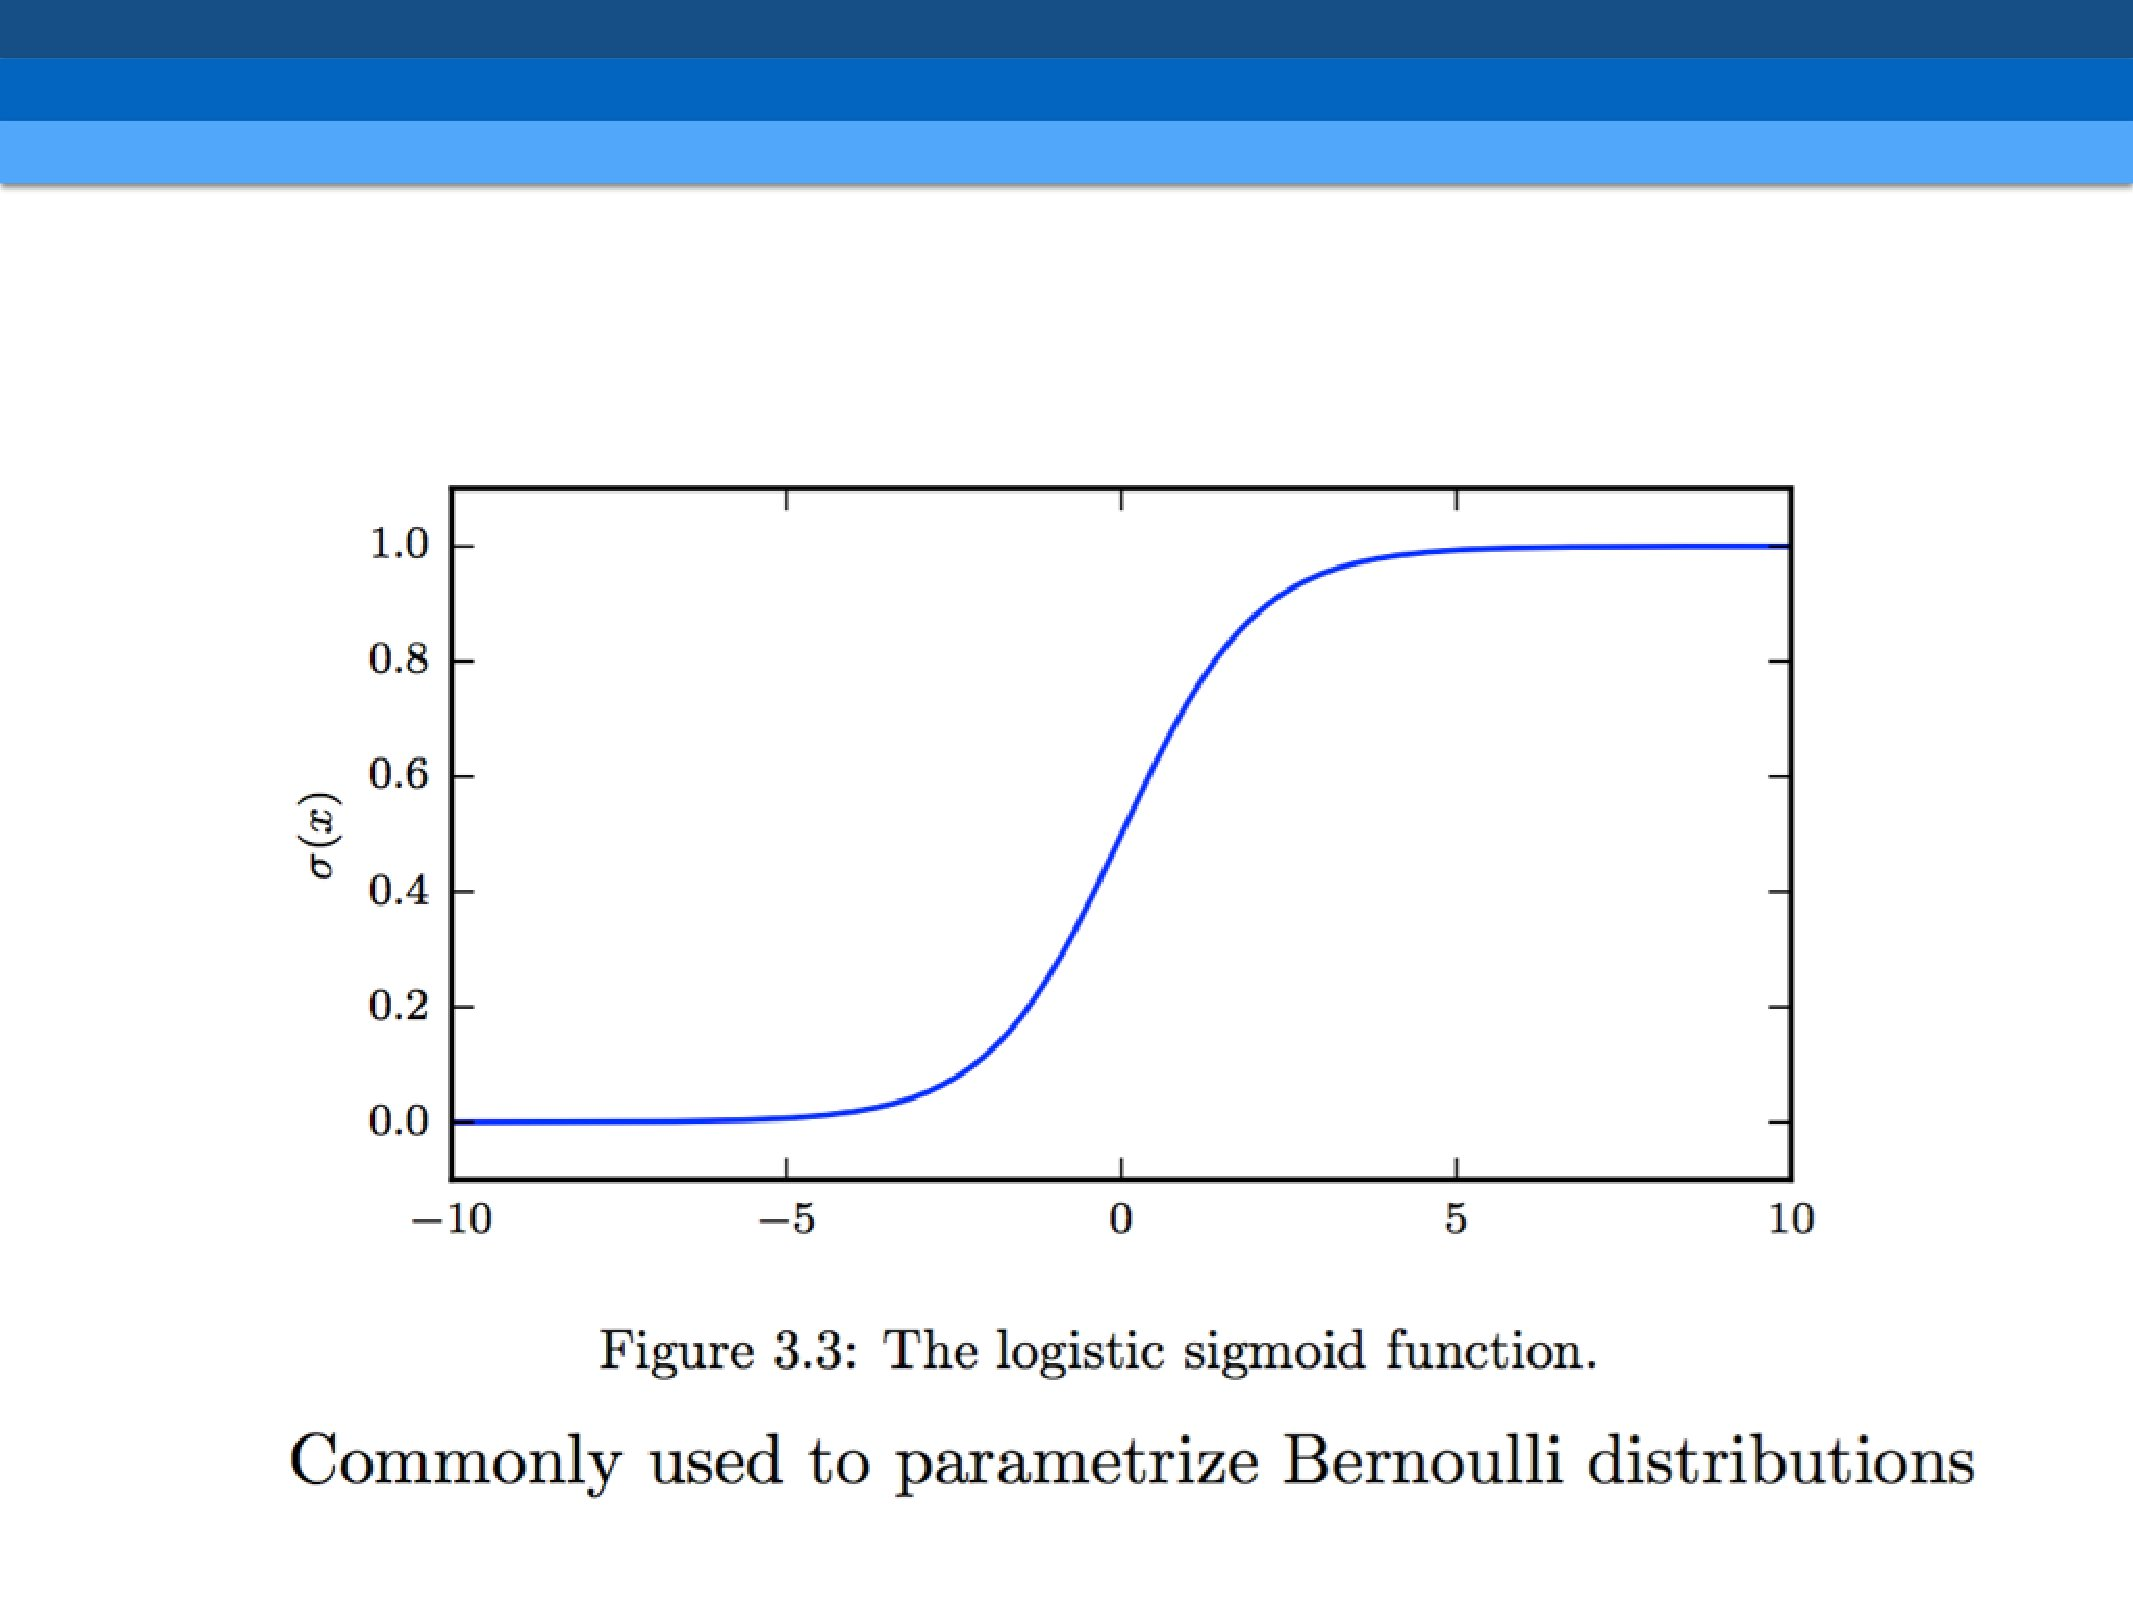 1.0
0.8
0.6
0.4
0.2
0.0
σ(x)
−10 −5 0 5 10
Figure 3.3: The logistic sigmoid function.
Commonly used to parametrize Bernoulli distributions